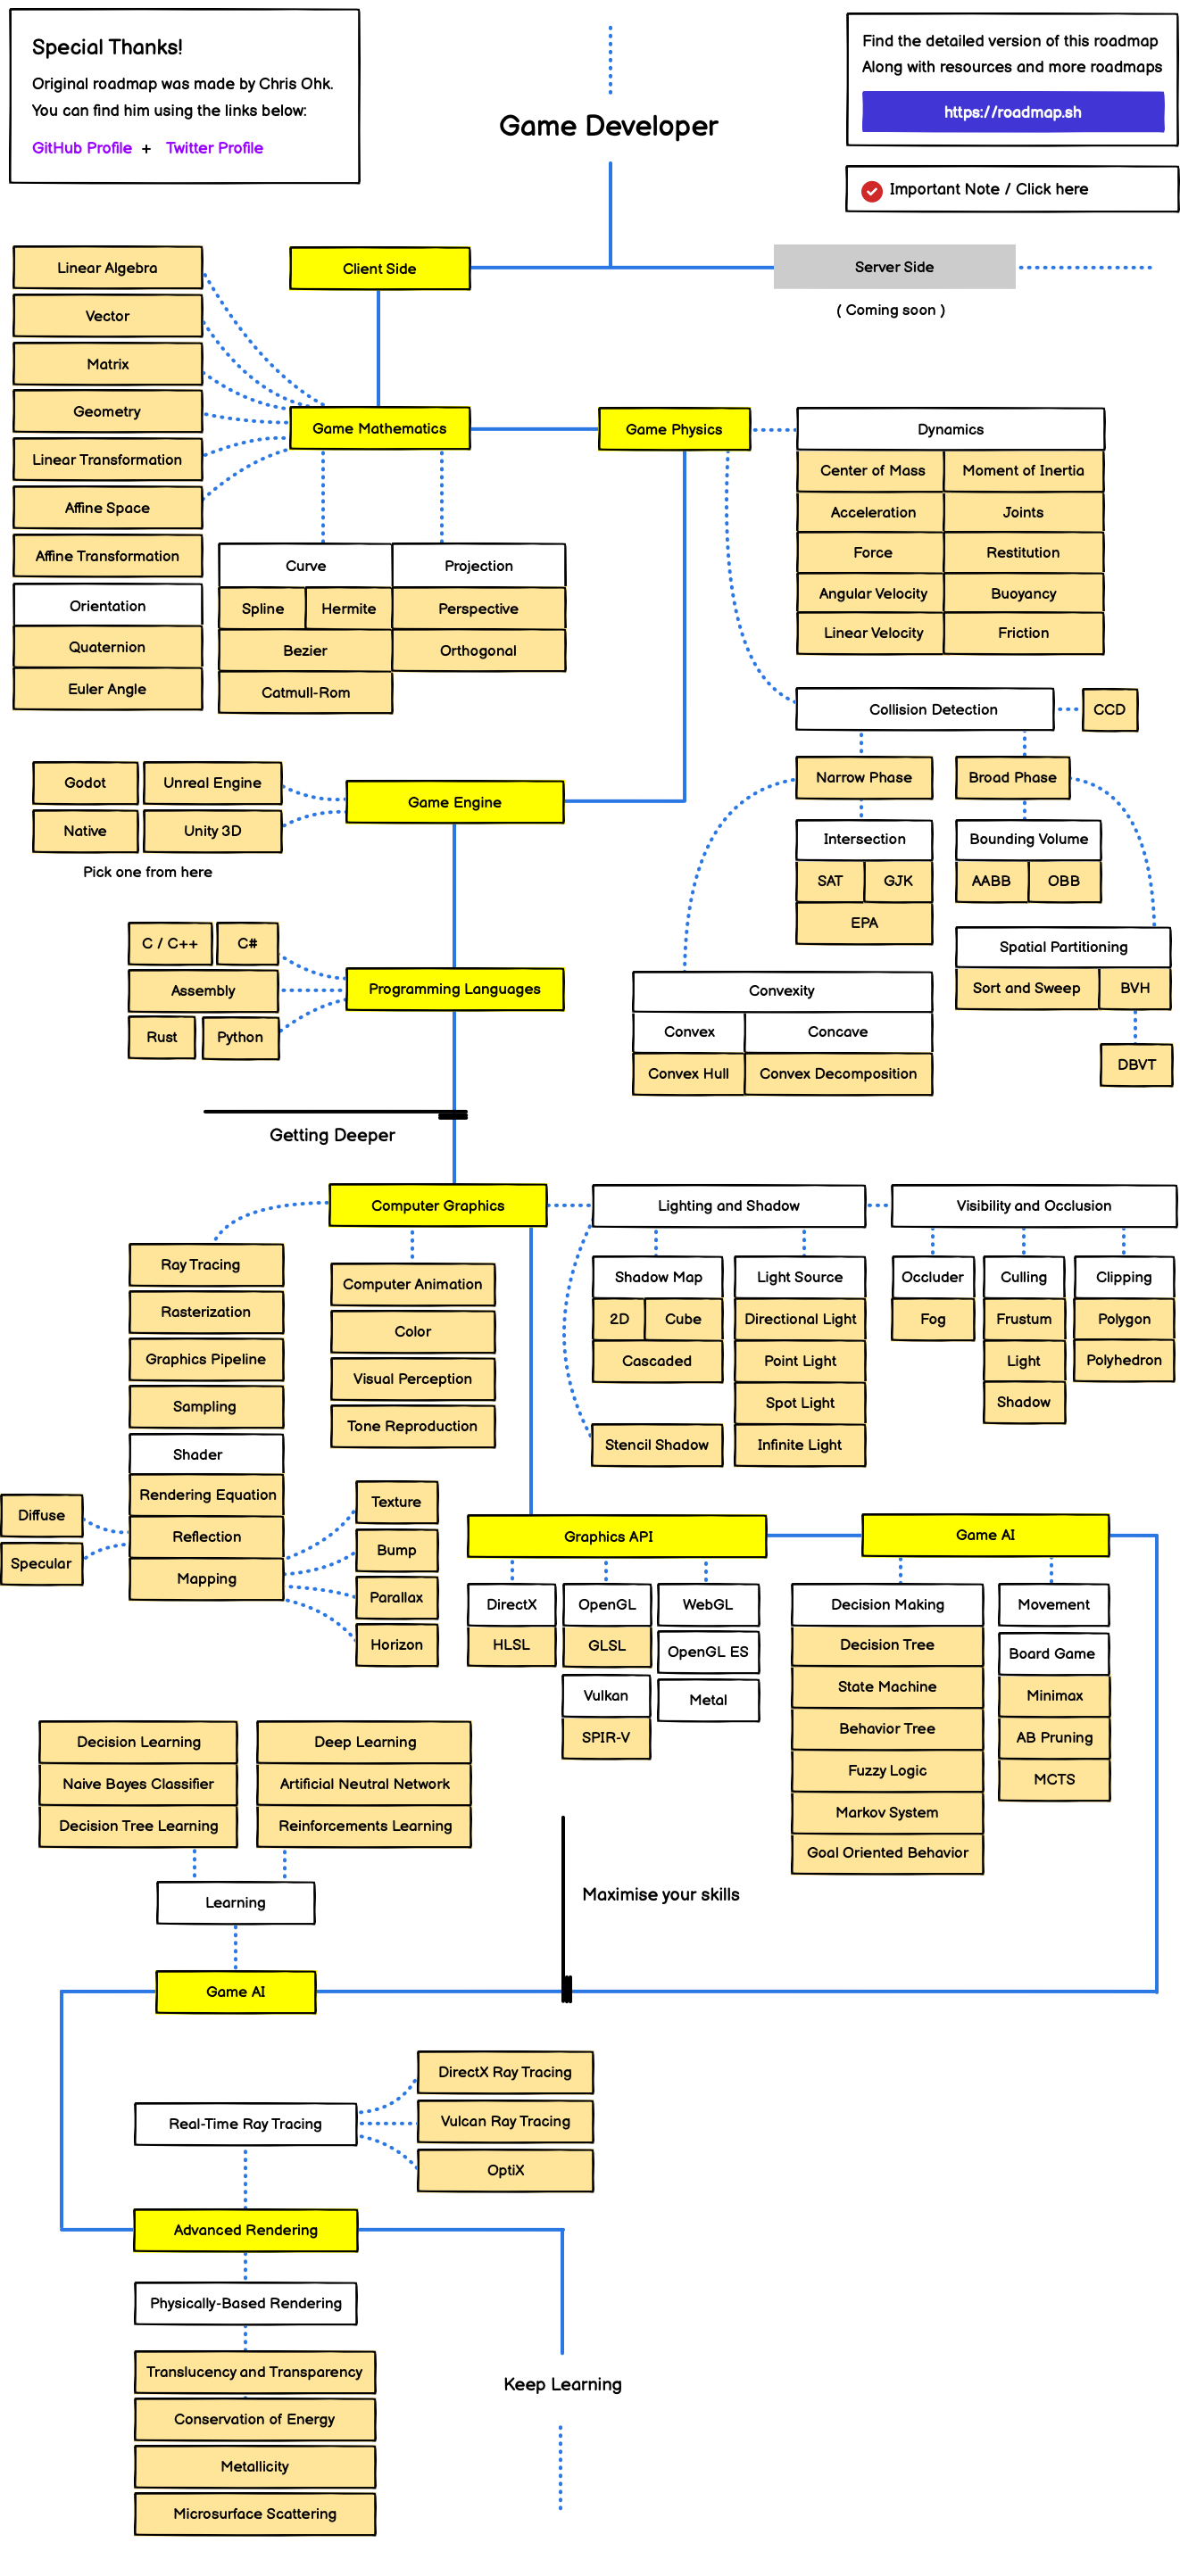 Special Thanks!
Original roadmap was made by Chris Ohk.
You can find him using the links below:
GitHub Profile + Twitter Profile
Game Developer
Find the detailed version of this roadmap
Along with resources and more roadmaps
https://roadmap.sh
Important Note / Click here
Client Side
Server Side
( Coming soon )
Linear Algebra
Vector
Matrix
Geometry
Linear Transformation
Affine Space
Affine Transformation
Orientation
Quaternion
Euler Angle
Game Mathematics
Curve
Spline
Hermite
Bezier
Catmull-Rom
Projection
Perspective
Orthogonal
Game Physics
Dynamics
Center of Mass
Moment of Inertia
Acceleration
Joints
Force
Restitution
Angular Velocity
Buoyancy
Linear Velocity
Friction
Collision Detection
CCD
Narrow Phase
Broad Phase
Intersection
SAT
GJK
EPA
Bounding Volume
AABB
OBB
Spatial Partitioning
Sort and Sweep
BVH
DBVT
Convexity
Convex
Concave
Convex Hull
Convex Decomposition
Godot
Unreal Engine
Native
Unity 3D
Pick one from here
Game Engine
C / C++
C#
Assembly
Rust
Python
Programming Languages
Getting Deeper
Computer Graphics
Ray Tracing
Rasterization
Graphics Pipeline
Sampling
Shader
Rendering Equation
Reflection
Mapping
Diffuse
Specular
Texture
Bump
Parallax
Horizon
Computer Animation
Color
Visual Perception
Tone Reproduction
Lighting and Shadow
Shadow Map
2D
Cube
Cascaded
Stencil Shadow
Light Source
Directional Light
Point Light
Spot Light
Infinite Light
Visibility and Occlusion
Occluder
Fog
Culling
Frustum
Light
Shadow
Clipping
Polygon
Polyhedron
Graphics API
DirectX
HLSL
OpenGL
GLSL
Vulkan
SPIR-V
WebGL
OpenGL ES
Metal
Game AI
Decision Making
Decision Tree
State Machine
Behavior Tree
Fuzzy Logic
Markov System
Goal Oriented Behavior
Movement
Board Game
Minimax
AB Pruning
MCTS
Maximise your skills
Decision Learning
Naive Bayes Classifier
Decision Tree Learning
Deep Learning
Artificial Neutral Network
Reinforcements Learning
Learning
Game AI
DirectX Ray Tracing
Real-Time Ray Tracing
Vulcan Ray Tracing
OptiX
Advanced Rendering
Physically-Based Rendering
Translucency and Transparency
Conservation of Energy
Metallicity
Microsurface Scattering
Keep Learning